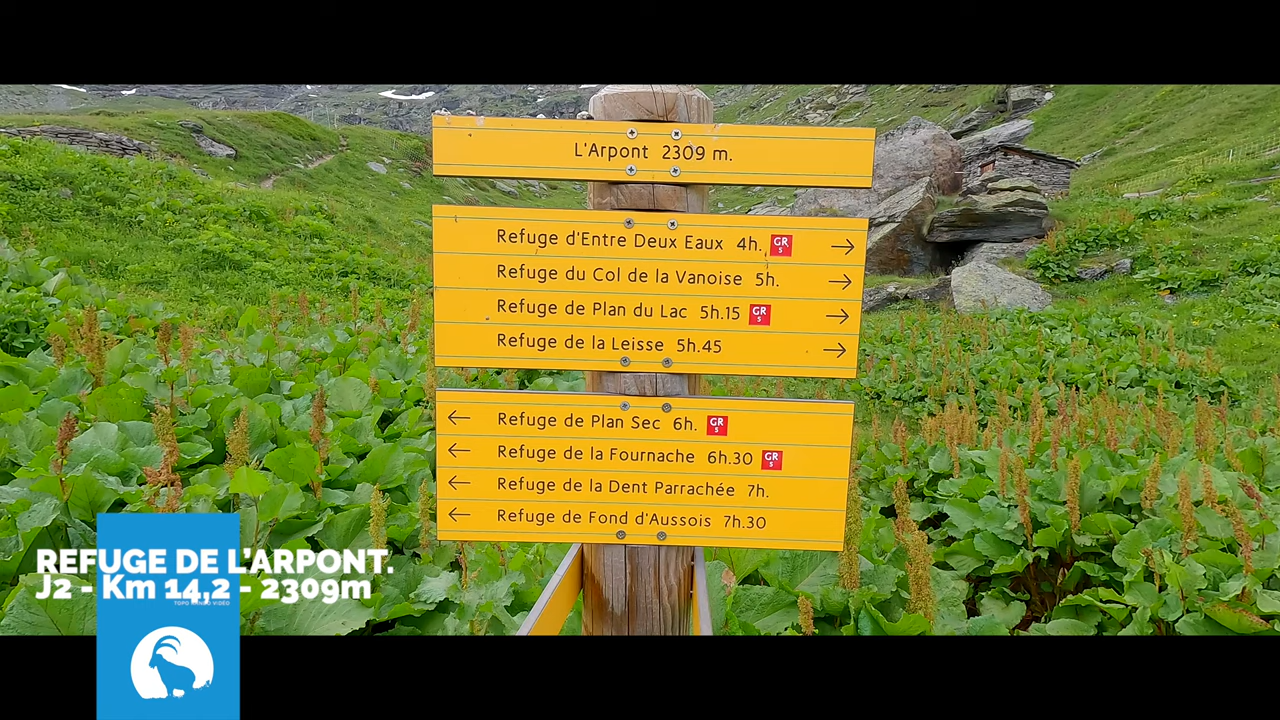 L'Arpont 2309 m.
Refuge d'Entre Deux Eaux 4h. GR 5 →
Refuge du Col de la Vanoise 5h. →
Refuge de Plan du Lac 5h.15 GR 5 →
Refuge de la Leisse 5h.45 →
← Refuge de Plan Sec 6h. GR 5
← Refuge de la Fournache 6h.30 GR 5
← Refuge de la Dent Parrachée 7h.
← Refuge de Fond d'Aussois 7h.30
REFUGE DE L'ARPONT.
J2 - Km 14,2 - 2309m